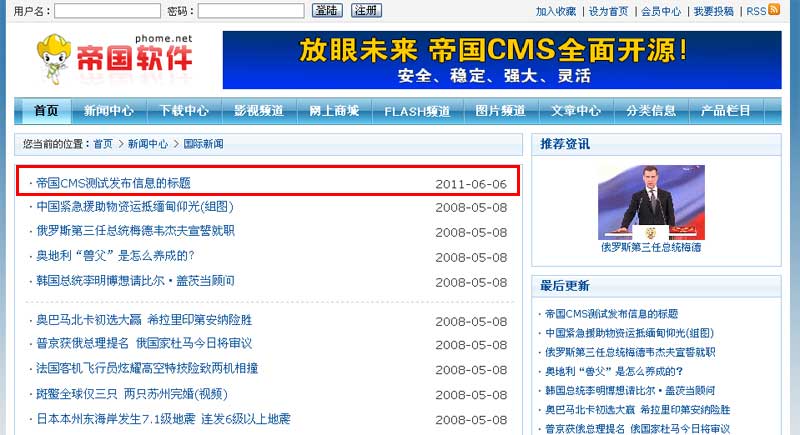 用户名： 密码： 登陆 注册 加入收藏 | 设为首页 | 会员中心 | 我要投稿 | RSS
phome.net
帝国软件
放眼未来 帝国CMS全面开源!
安全、稳定、强大、灵活
首页 新闻中心 下载中心 影视频道 网上商城 FLASH频道 图片频道 文章中心 分类信息 产品栏目
您当前的位置：首页 > 新闻中心 > 国际新闻
· 帝国CMS测试发布信息的标题 2011-06-06
· 中国紧急援助物资运抵缅甸仰光(组图) 2008-05-08
· 俄罗斯第三任总统梅德韦杰夫宣誓就职 2008-05-08
· 奥地利“兽父”是怎么养成的? 2008-05-08
· 韩国总统李明博想请比尔·盖茨当顾问 2008-05-08
· 奥巴马北卡初选大赢 希拉里印第安纳险胜 2008-05-08
· 普京获俄总理提名 俄国家杜马今日将审议 2008-05-08
· 法国客机飞行员炫耀高空特技险致两机相撞 2008-05-08
· 斑鳖全球仅三只 两只苏州完婚(视频) 2008-05-08
· 日本本州东海岸发生7.1级地震 连发6级以上地震 2008-05-08
推荐资讯
俄罗斯第三任总统梅德
最后更新
· 帝国CMS测试发布信息的标题
· 中国紧急援助物资运抵缅甸仰光(组图)
· 俄罗斯第三任总统梅德韦杰夫宣誓就职
· 奥地利“兽父”是怎么养成的?
· 韩国总统李明博想请比尔·盖茨当顾问
· 奥巴马北卡初选大赢 希拉里印第安纳险胜
· 普京获俄总理提名 俄国家杜马今日将审议